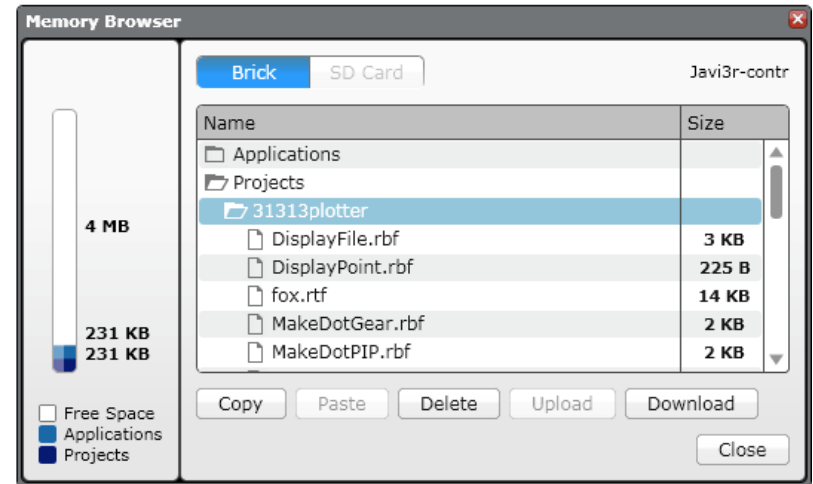 Memory Browser
Brick SD Card Javi3r-contr
Name Size
Applications
Projects
31313plotter
DisplayFile.rbf 3 KB
DisplayPoint.rbf 225 B
fox.rtf 14 KB
MakeDotGear.rbf 2 KB
MakeDotPIP.rbf 2 KB
4 MB
231 KB
231 KB
Free Space
Applications
Projects
Copy Paste Delete Upload Download
Close